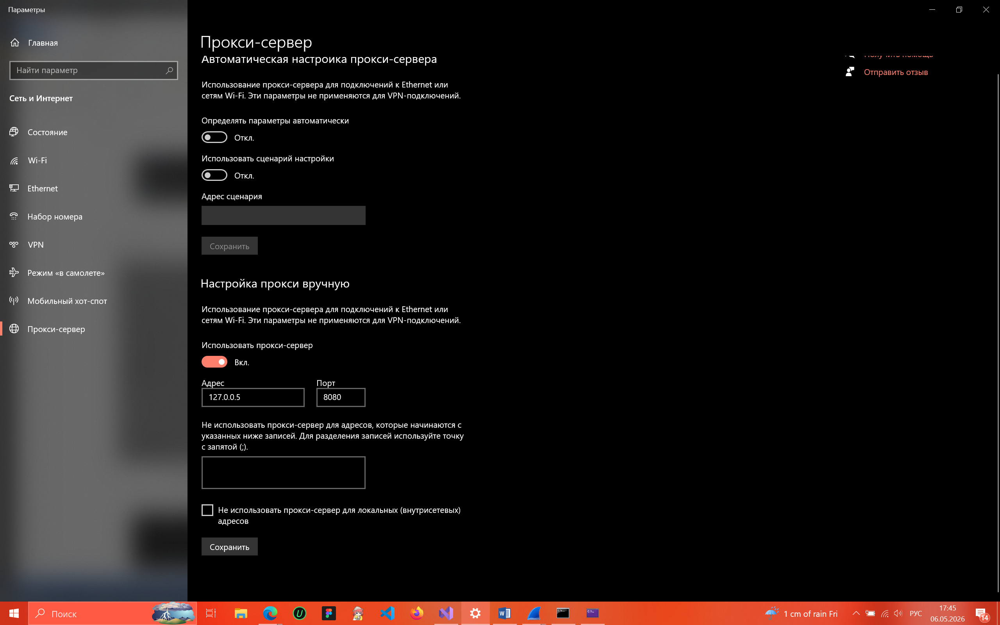 Параметры
Главная
Найти параметр
Сеть и Интернет
Состояние
Wi-Fi
Ethernet
Набор номера
VPN
Режим «в самолете»
Мобильный хот-спот
Прокси-сервер
Прокси-сервер
Автоматическая настройка прокси-сервера
Использование прокси-сервера для подключений к Ethernet или
сетям Wi-Fi. Эти параметры не применяются для VPN-подключений.
Определять параметры автоматически
Откл.
Использовать сценарий настройки
Откл.
Адрес сценария
Сохранить
Настройка прокси вручную
Использование прокси-сервера для подключений к Ethernet или
сетям Wi-Fi. Эти параметры не применяются для VPN-подключений.
Использовать прокси-сервер
Вкл.
Адрес Порт
127.0.0.5 8080
Не использовать прокси-сервер для адресов, которые начинаются с
указанных ниже записей. Для разделения записей используйте точку
с запятой (;).
Не использовать прокси-сервер для локальных (внутрисетевых)
адресов
Сохранить
Получить помощь
Отправить отзыв
Поиск
1 cm of rain Fri
РУС
17:45
06.05.2026
14